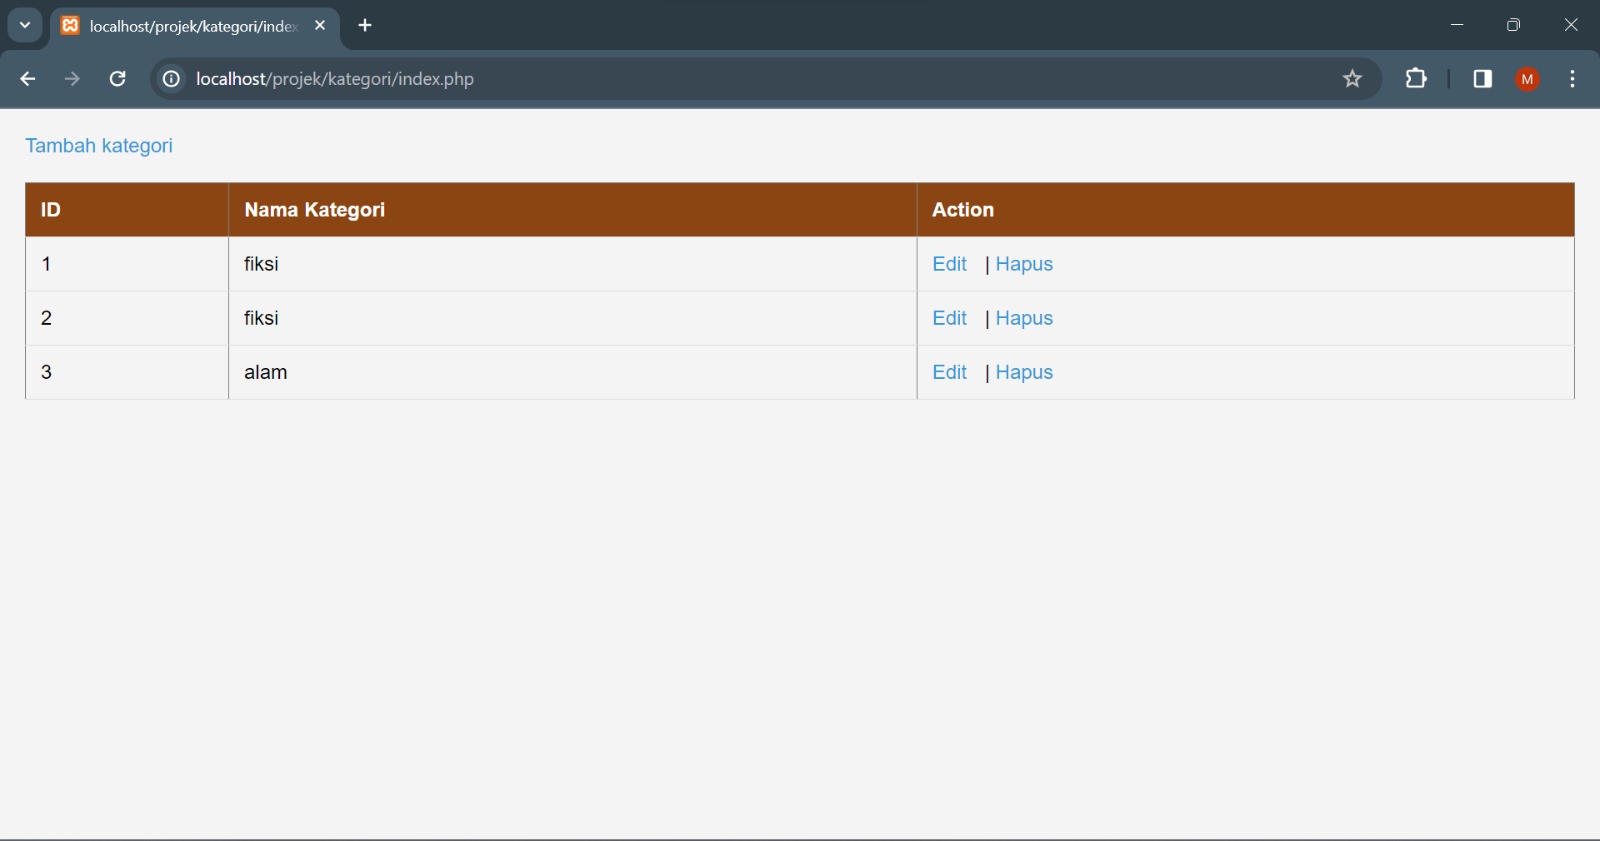 localhost/projek/kategori/index
localhost/projek/kategori/index.php
M
Tambah kategori
ID Nama Kategori Action
1 fiksi Edit | Hapus
2 fiksi Edit | Hapus
3 alam Edit | Hapus